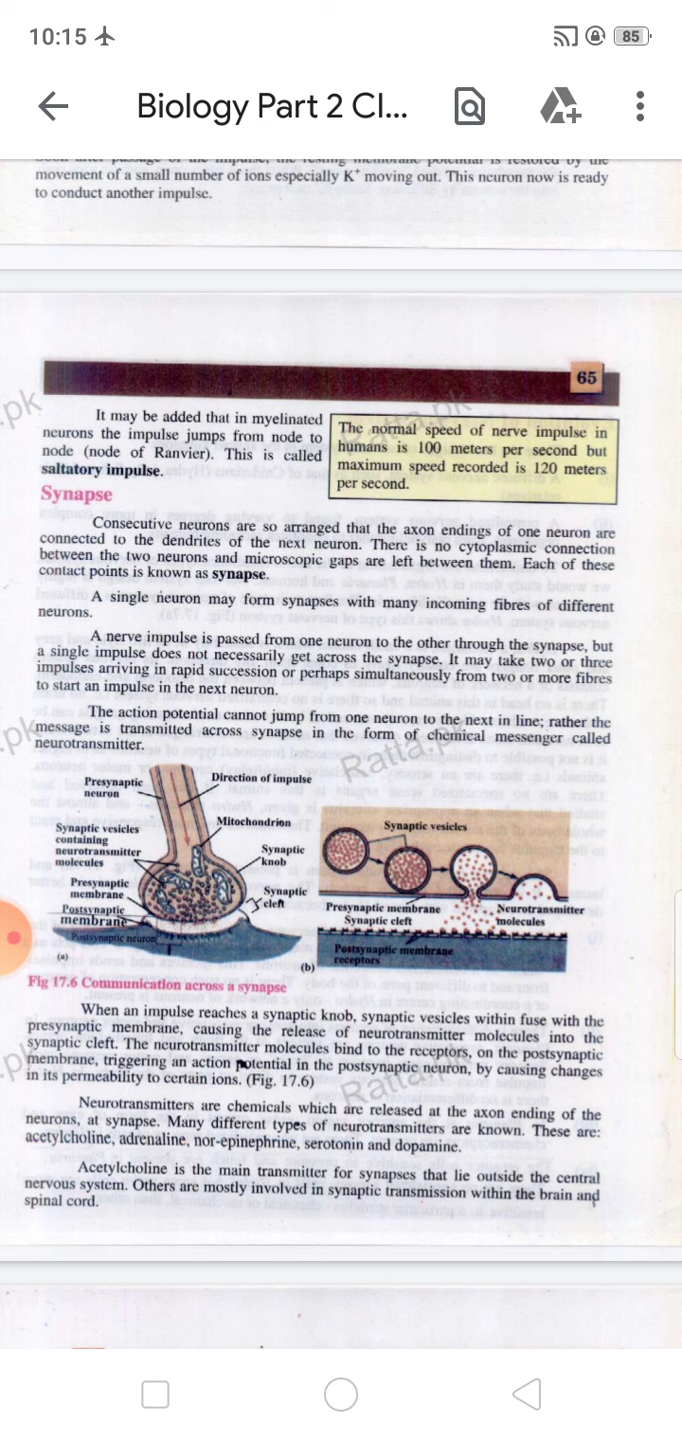 10:15
85
Biology Part 2 Cl...
movement of a small number of ions especially K⁺ moving out. This neuron now is ready
to conduct another impulse.
65
It may be added that in myelinated
neurons the impulse jumps from node to
node (node of Ranvier). This is called
saltatory impulse.
The normal speed of nerve impulse in
humans is 100 meters per second but
maximum speed recorded is 120 meters
per second.
Synapse
Consecutive neurons are so arranged that the axon endings of one neuron are
connected to the dendrites of the next neuron. There is no cytoplasmic connection
between the two neurons and microscopic gaps are left between them. Each of these
contact points is known as synapse.
A single neuron may form synapses with many incoming fibres of different
neurons.
A nerve impulse is passed from one neuron to the other through the synapse, but
a single impulse does not necessarily get across the synapse. It may take two or three
impulses arriving in rapid succession or perhaps simultaneously from two or more fibres
to start an impulse in the next neuron.
The action potential cannot jump from one neuron to the next in line; rather the
message is transmitted across synapse in the form of chemical messenger called
neurotransmitter.
Ratta.pk
Presynaptic
neuron
Direction of impulse
Synaptic vesicles
containing
neurotransmitter
molecules
Mitochondrion
Synaptic
knob
Presynaptic
membrane
Synaptic
cleft
Postsynaptic
membrane
Postsynaptic neuron
(a)
Synaptic vesicles
Presynaptic membrane
Synaptic cleft
Neurotransmitter
molecules
Postsynaptic membrane
receptors
(b)
Fig 17.6 Communication across a synapse
When an impulse reaches a synaptic knob, synaptic vesicles within fuse with the
presynaptic membrane, causing the release of neurotransmitter molecules into the
synaptic cleft. The neurotransmitter molecules bind to the receptors, on the postsynaptic
membrane, triggering an action potential in the postsynaptic neuron, by causing changes
in its permeability to certain ions. (Fig. 17.6)
Neurotransmitters are chemicals which are released at the axon ending of the
neurons, at synapse. Many different types of neurotransmitters are known. These are:
acetylcholine, adrenaline, nor-epinephrine, serotonin and dopamine.
Acetylcholine is the main transmitter for synapses that lie outside the central
nervous system. Others are mostly involved in synaptic transmission within the brain and
spinal cord.